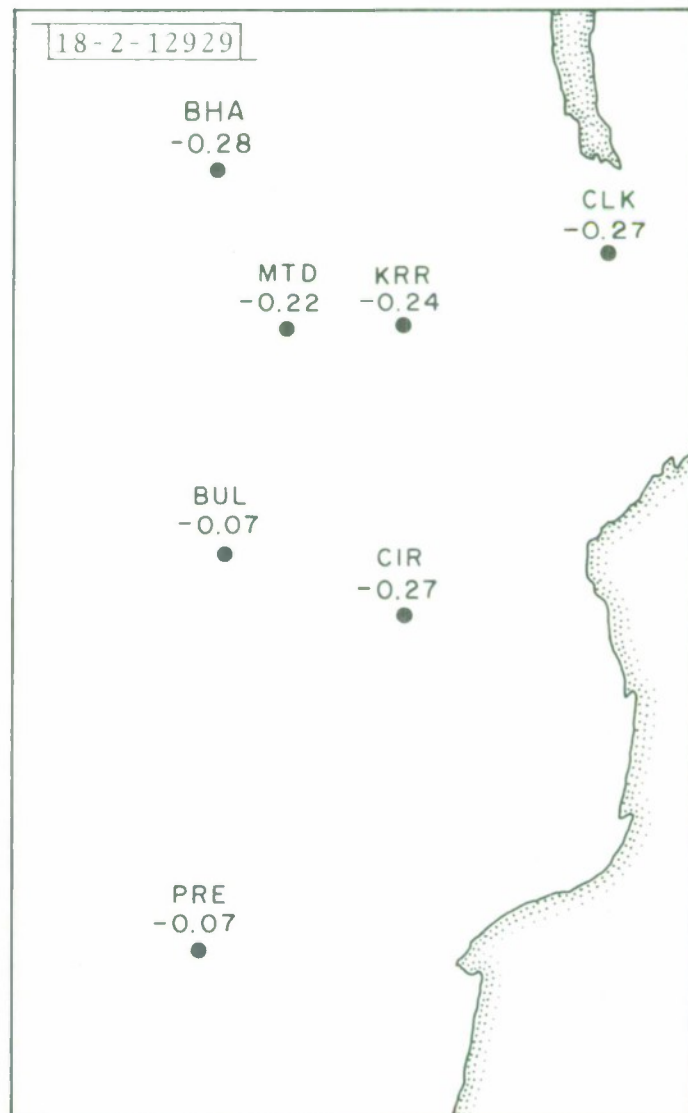 18-2-12929
BHA
-0.28
CLK
-0.27
MTD
-0.22
KRR
-0.24
BUL
-0.07
CIR
-0.27
PRE
-0.07